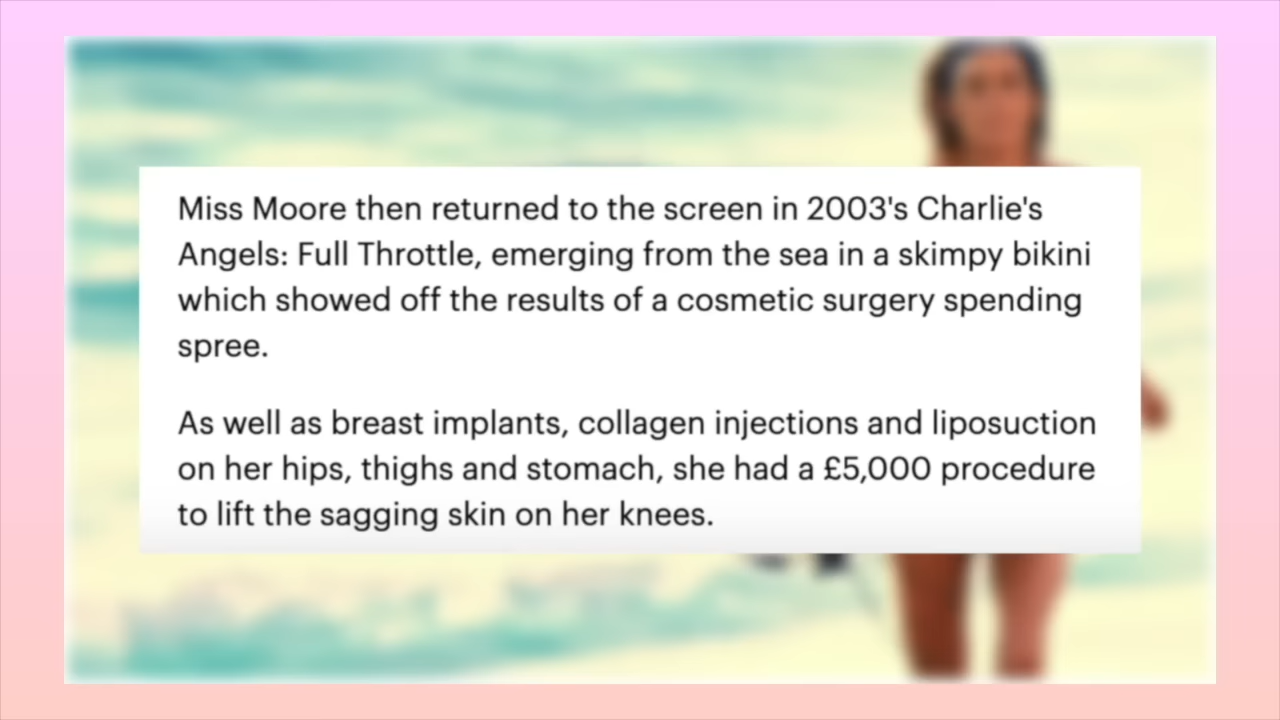 Miss Moore then returned to the screen in 2003's Charlie's
Angels: Full Throttle, emerging from the sea in a skimpy bikini
which showed off the results of a cosmetic surgery spending
spree.
As well as breast implants, collagen injections and liposuction
on her hips, thighs and stomach, she had a £5,000 procedure
to lift the sagging skin on her knees.